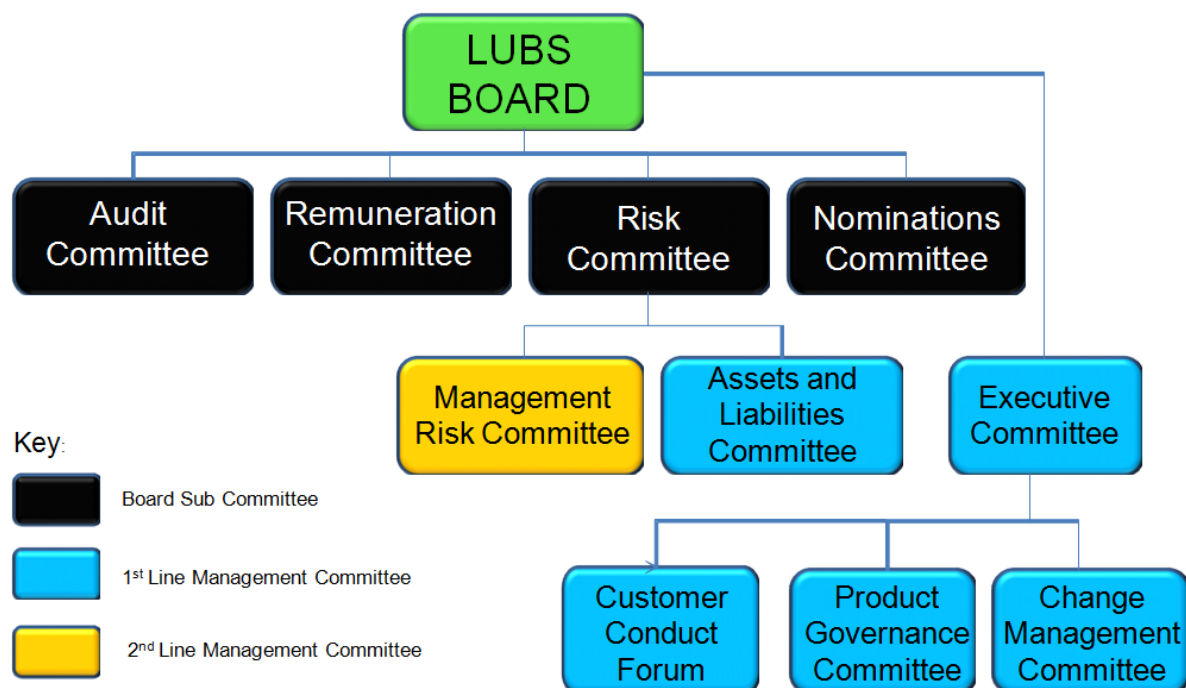 LUBS
BOARD
Audit
Committee
Remuneration
Committee
Risk
Committee
Nominations
Committee
Management
Risk Committee
Assets and
Liabilities
Committee
Executive
Committee
Key:
Board Sub Committee
1st Line Management Committee
2nd Line Management Committee
Customer
Conduct
Forum
Product
Governance
Committee
Change
Management
Committee